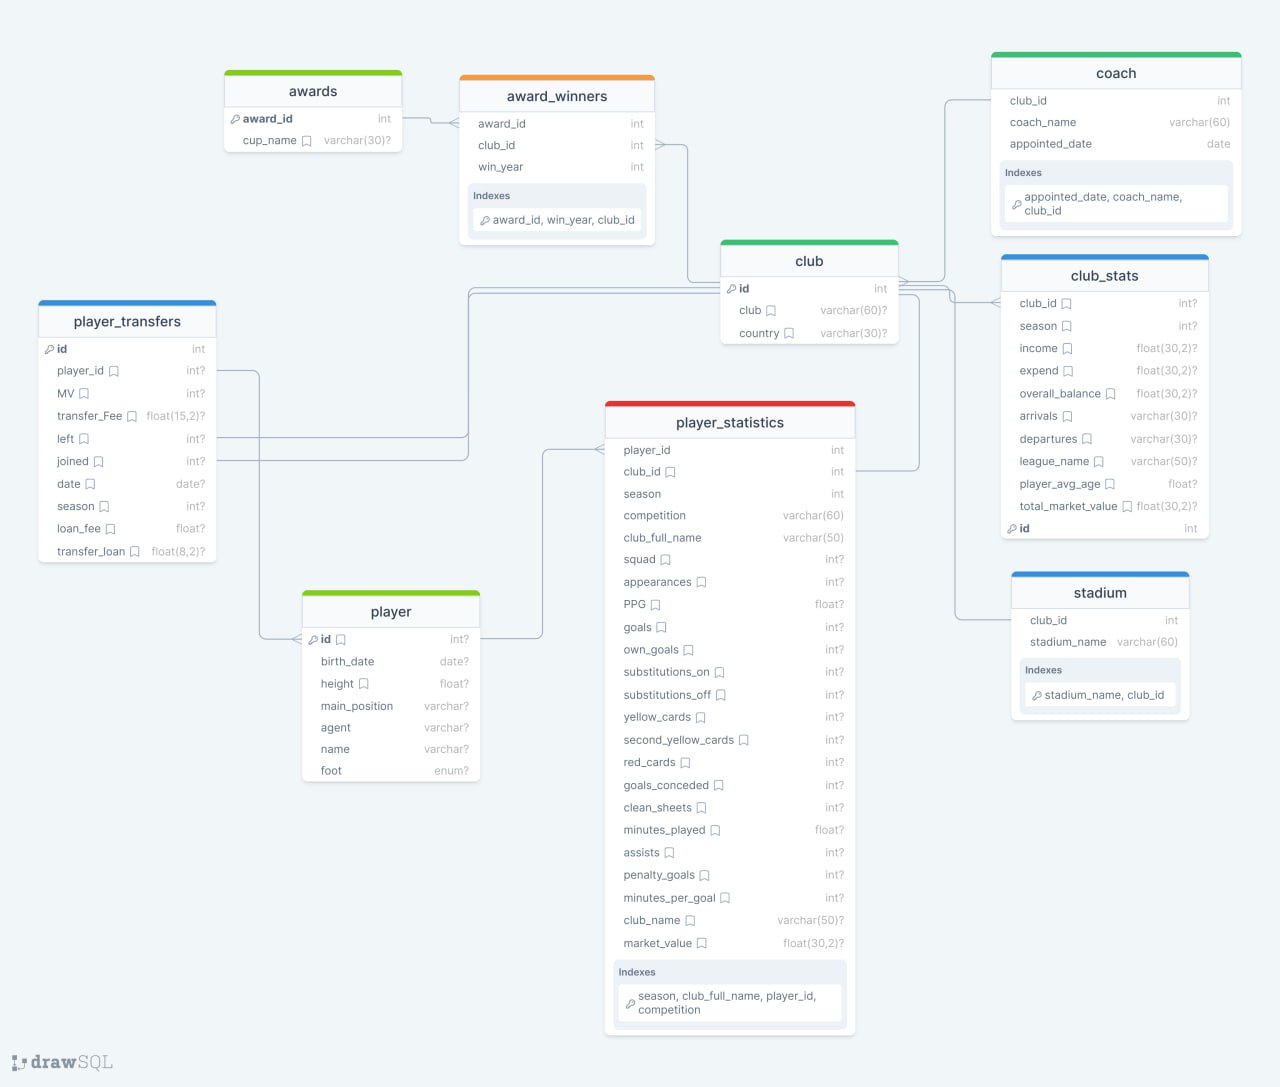 awards
award_id int
cup_name varchar(30)?
award_winners
award_id int
club_id int
win_year int
Indexes
award_id, win_year, club_id
coach
club_id int
coach_name varchar(60)
appointed_date date
Indexes
appointed_date, coach_name,
club_id
club
id int
club varchar(60)?
country varchar(30)?
club_stats
club_id int?
season int?
income float(30,2)?
expend float(30,2)?
overall_balance float(30,2)?
arrivals varchar(30)?
departures varchar(30)?
league_name varchar(50)?
player_avg_age float?
total_market_value float(30,2)?
id int
player_transfers
id int
player_id int?
MV int?
transfer_Fee float(15,2)?
left int?
joined int?
date date?
season int?
loan_fee float?
transfer_loan float(8,2)?
player_statistics
player_id int
club_id int
season int
competition varchar(60)
club_full_name varchar(50)
squad int?
appearances int?
PPG float?
goals int?
own_goals int?
substitutions_on int?
substitutions_off int?
yellow_cards int?
second_yellow_cards int?
red_cards int?
goals_conceded int?
clean_sheets int?
minutes_played float?
assists int?
penalty_goals int?
minutes_per_goal int?
club_name varchar(50)?
market_value float(30,2)?
Indexes
season, club_full_name, player_id,
competition
player
id int?
birth_date date?
height float?
main_position varchar?
agent varchar?
name varchar?
foot enum?
stadium
club_id int
stadium_name varchar(60)
Indexes
stadium_name, club_id
drawSQL